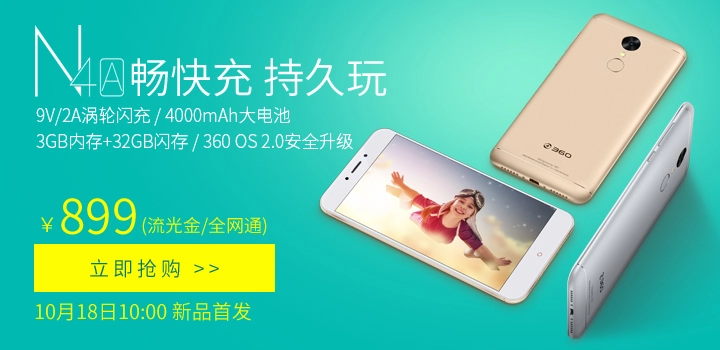 N4A 畅快充 持久玩
9V/2A涡轮闪充 / 4000mAh大电池
3GB内存+32GB闪存 / 360 OS 2.0安全升级
￥899(流光金/全网通)
立即抢购 >>
10月18日10:00 新品首发
360
360